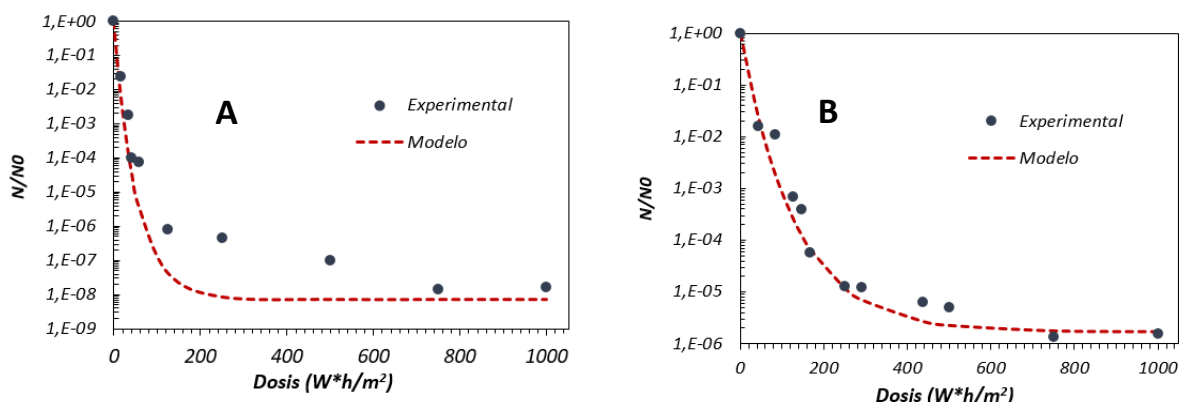 1,E+00
1,E-01
1,E-02
1,E-03
1,E-04
1,E-05
1,E-06
1,E-07
1,E-08
1,E-09
N/N0
A
Experimental
Modelo
0
200
400
600
800
1000
Dosis (W*h/m²)
1,E+00
1,E-01
1,E-02
1,E-03
1,E-04
1,E-05
1,E-06
N/N0
B
Experimental
Modelo
0
200
400
600
800
1000
Dosis (W*h/m²)